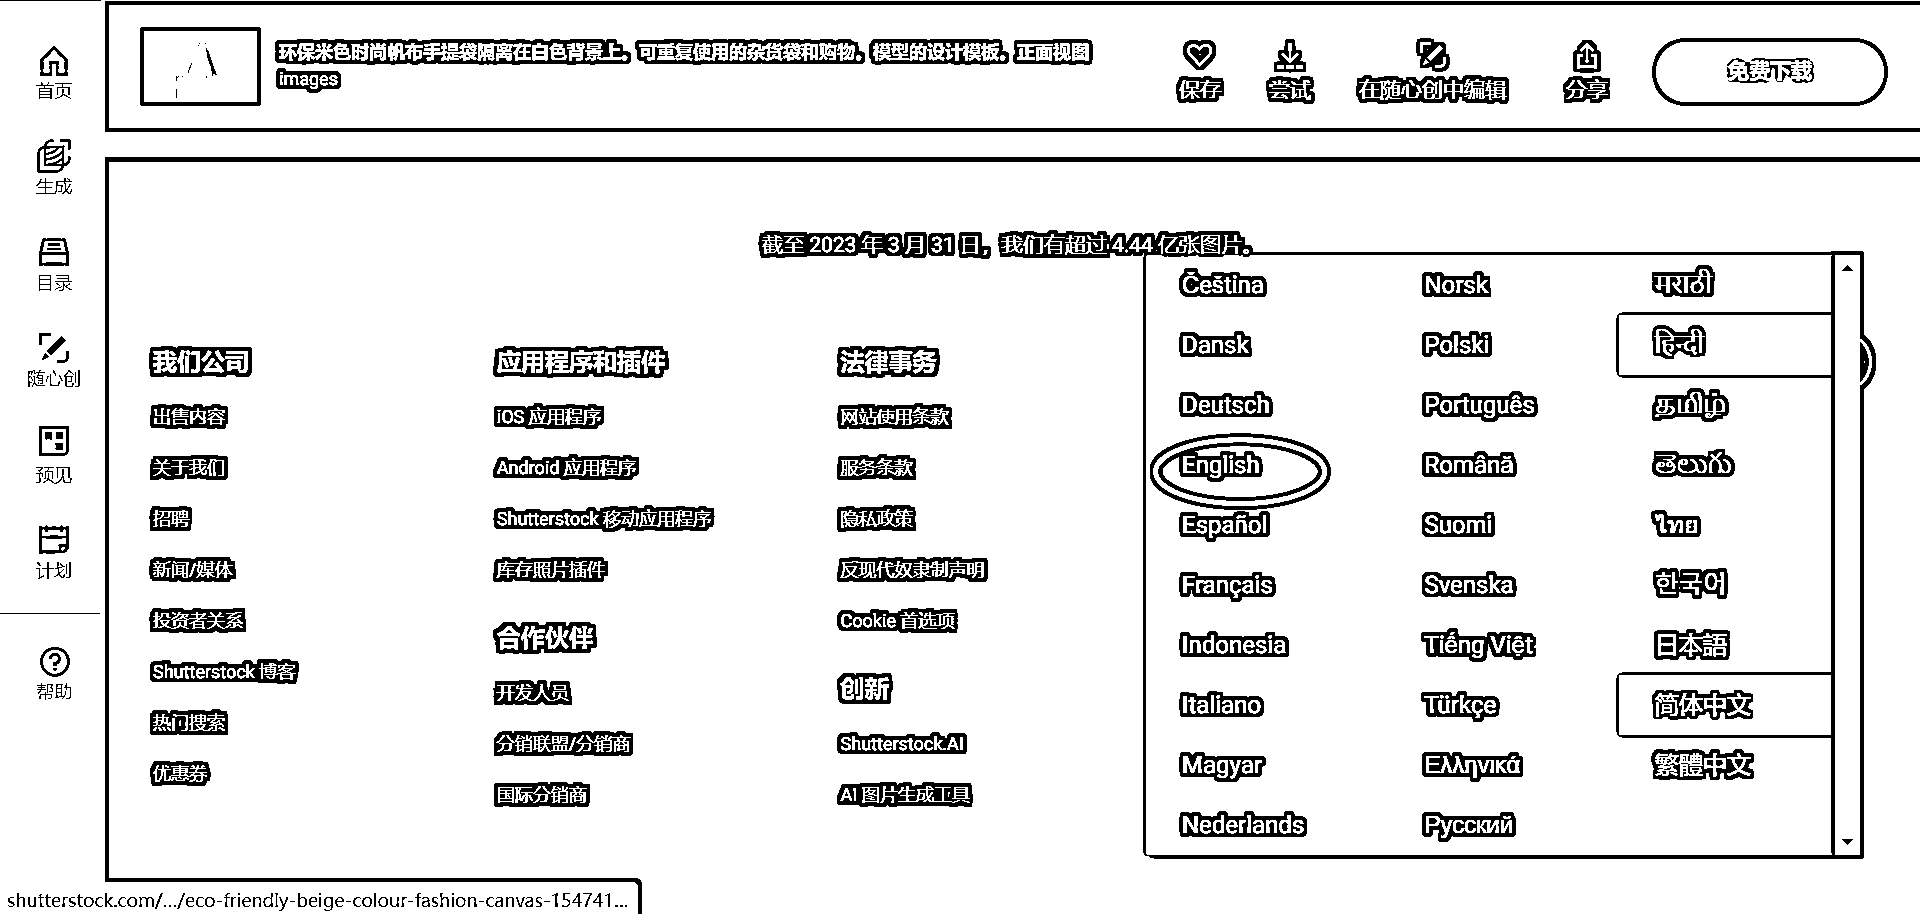 首页
生成
目录
随心创
预见
计划
帮助
环保米色时尚帆布手提袋隔离在白色背景上。可重复使用的杂货袋和购物。模型的设计模板。正面视图
images
保存
尝试
在随心创中编辑
分享
免费下载
截至 2023 年 3 月 31 日，我们有超过 4.44 亿张图片。
我们公司
出售内容
关于我们
招聘
新闻/媒体
投资者关系
Shutterstock 博客
热门搜索
优惠券
应用程序和插件
iOS 应用程序
Android 应用程序
Shutterstock 移动应用程序
库存照片插件
合作伙伴
开发人员
分销联盟/分销商
国际分销商
法律事务
网站使用条款
服务条款
隐私政策
反现代奴隶制声明
Cookie 首选项
创新
Shutterstock.AI
AI 图片生成工具
Čeština
Dansk
Deutsch
English
Español
Français
Indonesia
Italiano
Magyar
Nederlands
Norsk
Polski
Português
Română
Suomi
Svenska
Tiếng Việt
Türkçe
Ελληνικά
Русский
मराठी
हिन्दी
தமிழ்
తెలుగు
ไทย
한국어
日本語
简体中文
繁體中文
shutterstock.com/.../eco-friendly-beige-colour-fashion-canvas-154741...